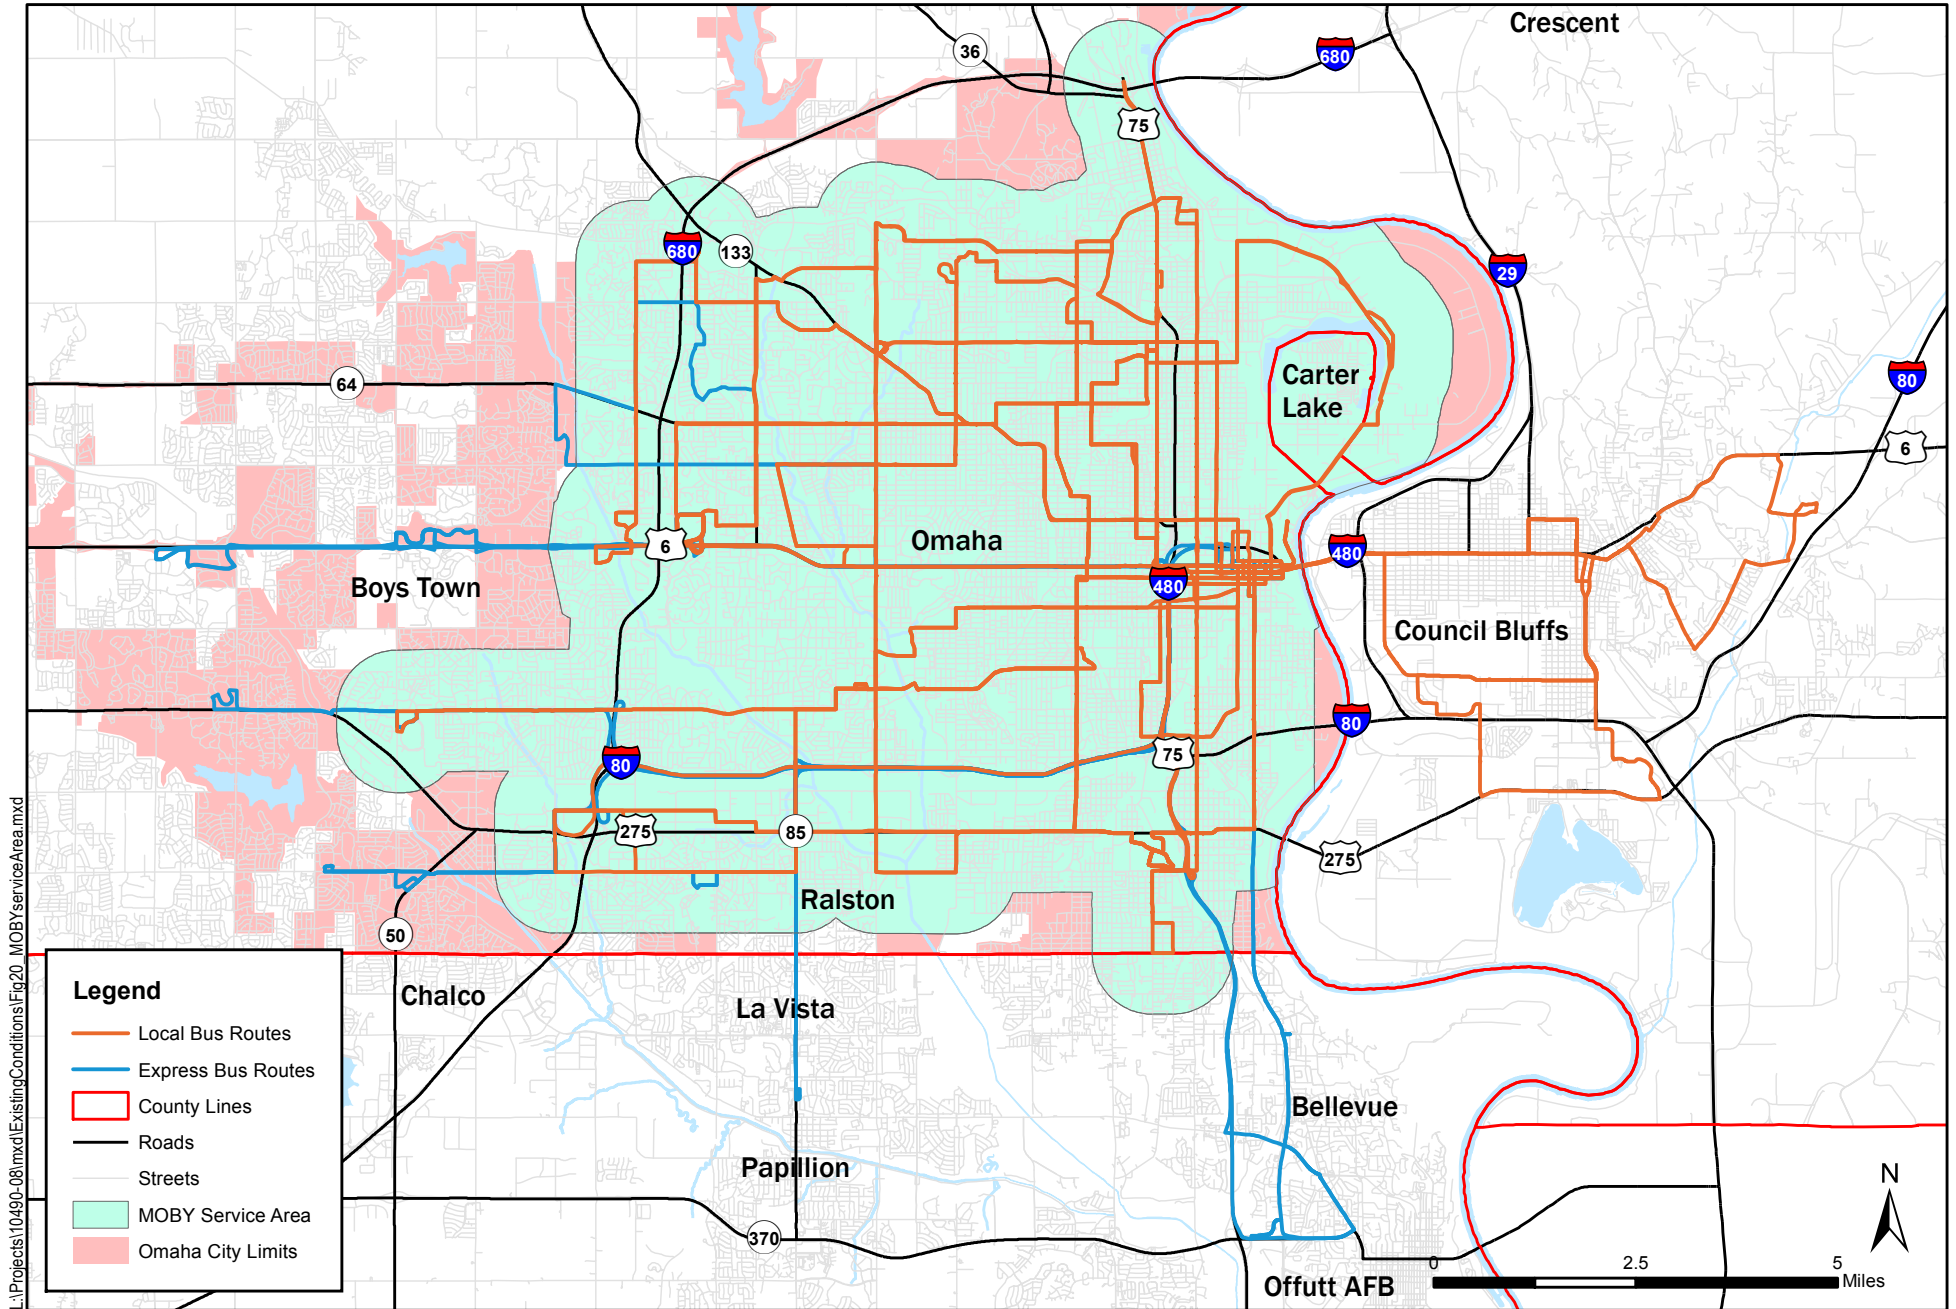 Crescent
36
680
75
680
133
29
Carter
Lake
80
64
6
Omaha
6
480
480
Boys Town
Council Bluffs
80
75
80
275
85
275
Ralston
50
Chalco
La Vista
Bellevue
Papillion
370
Offutt AFB
Legend
Local Bus Routes
Express Bus Routes
County Lines
Roads
Streets
MOBY Service Area
Omaha City Limits
N
0 2.5 5
Miles
L:\Projects\10490-08\mxd\ExistingConditions\Fig20_MOBYserviceArea.mxd